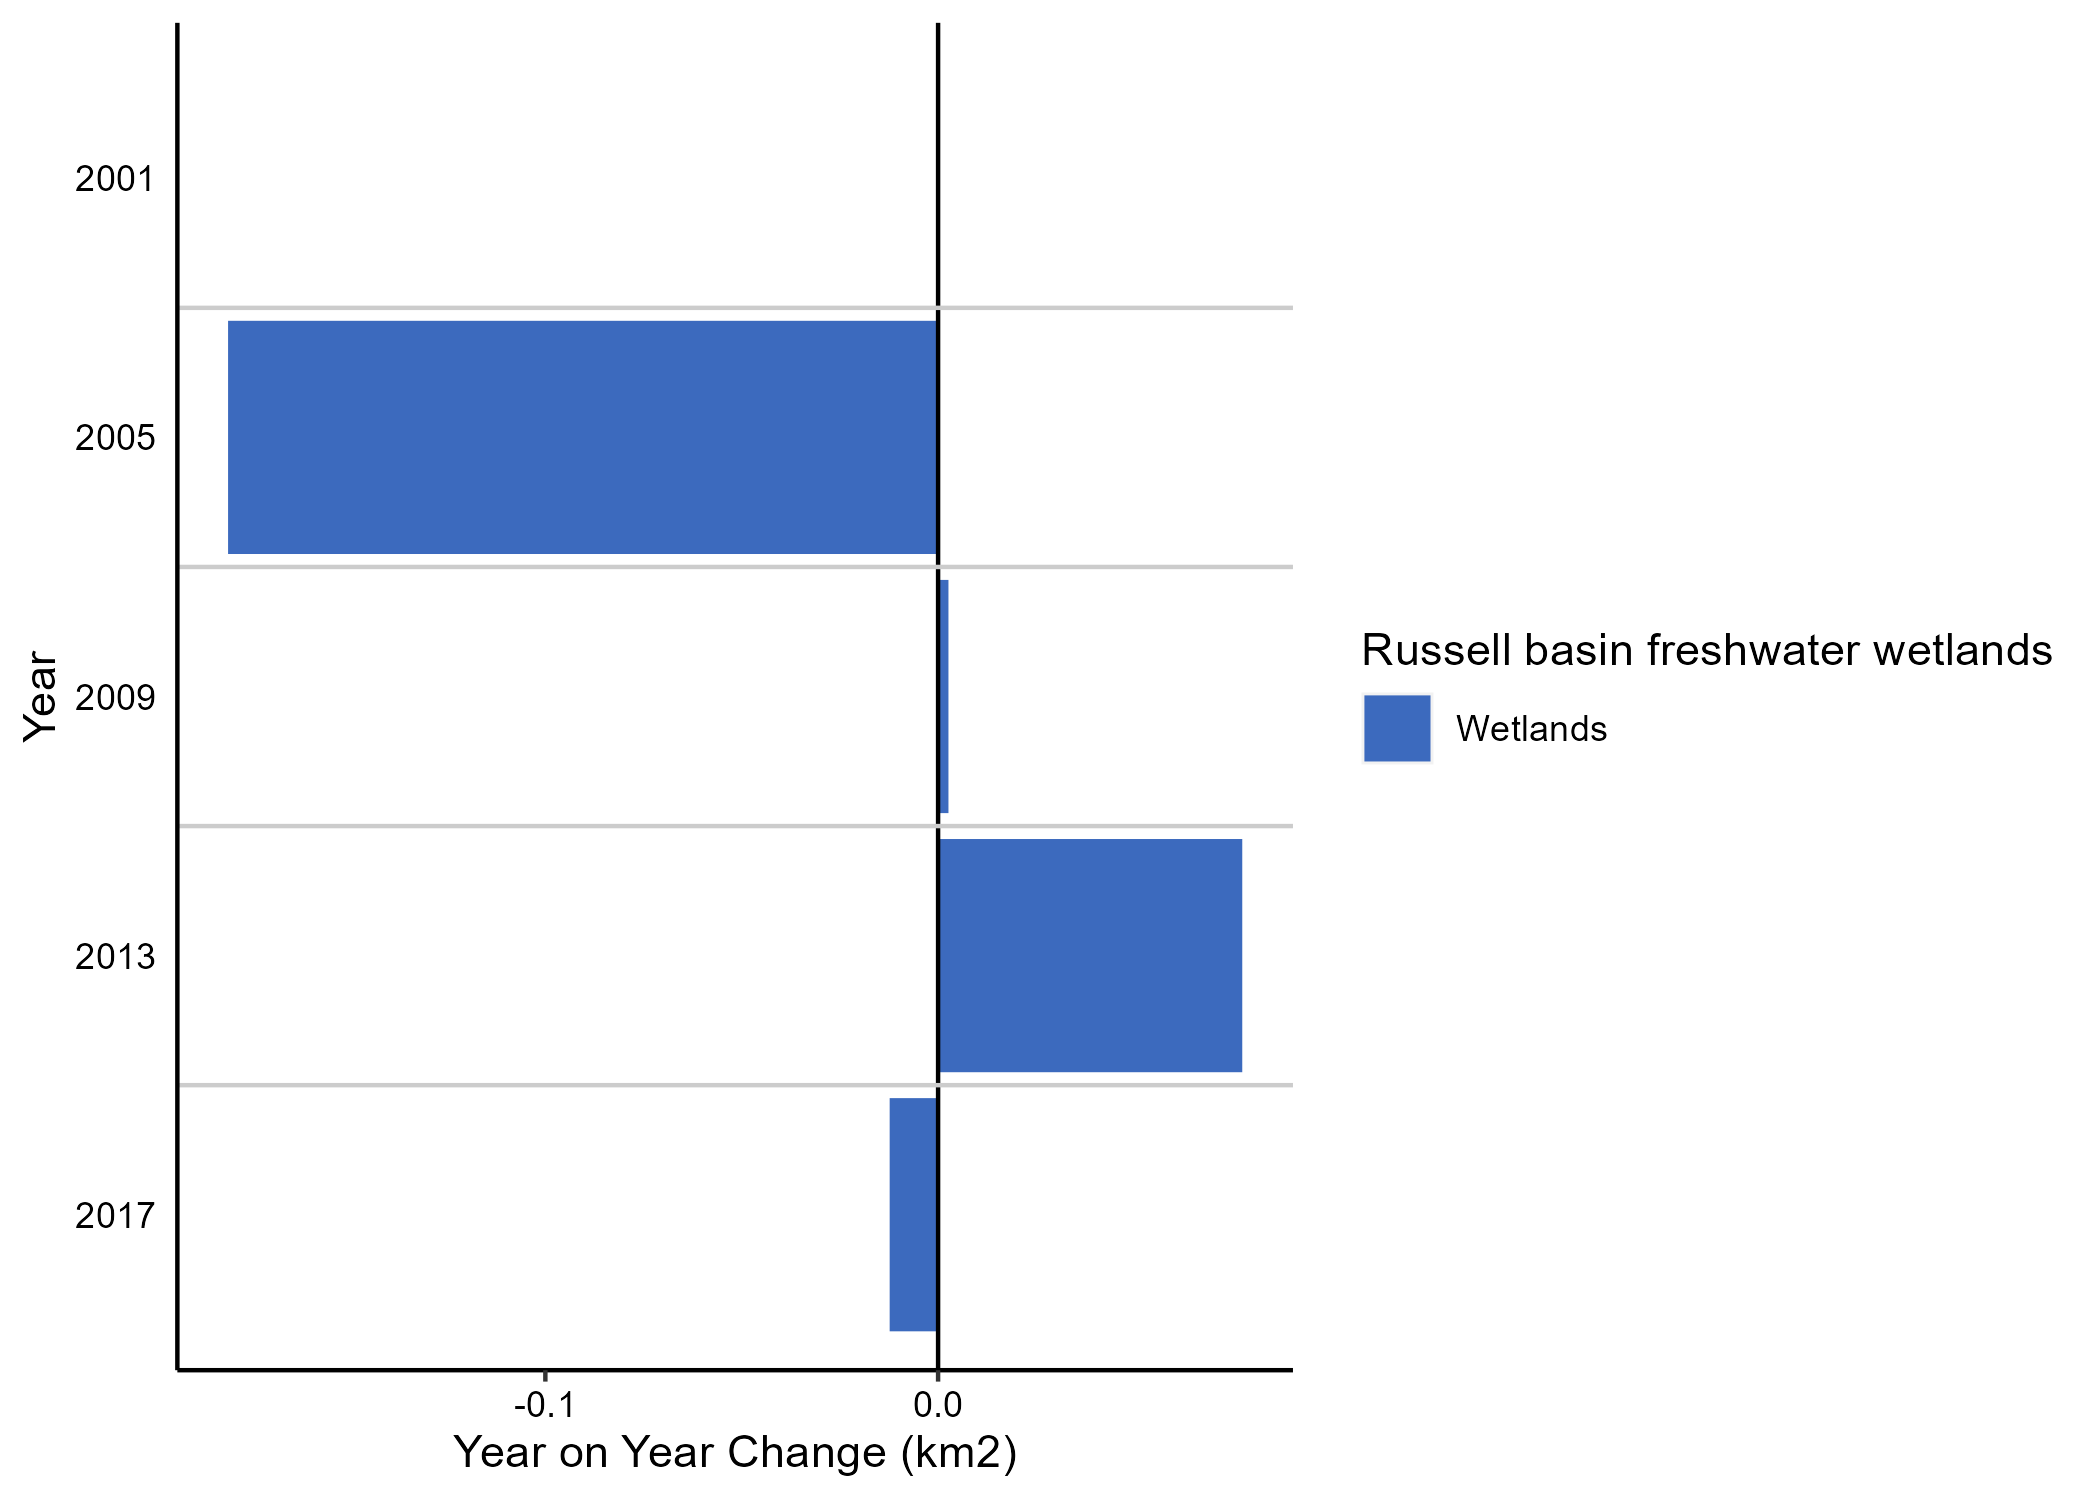 2001
2005
2009
2013
2017
Year
-0.1
0.0
Year on Year Change (km2)
Russell basin freshwater wetlands
Wetlands